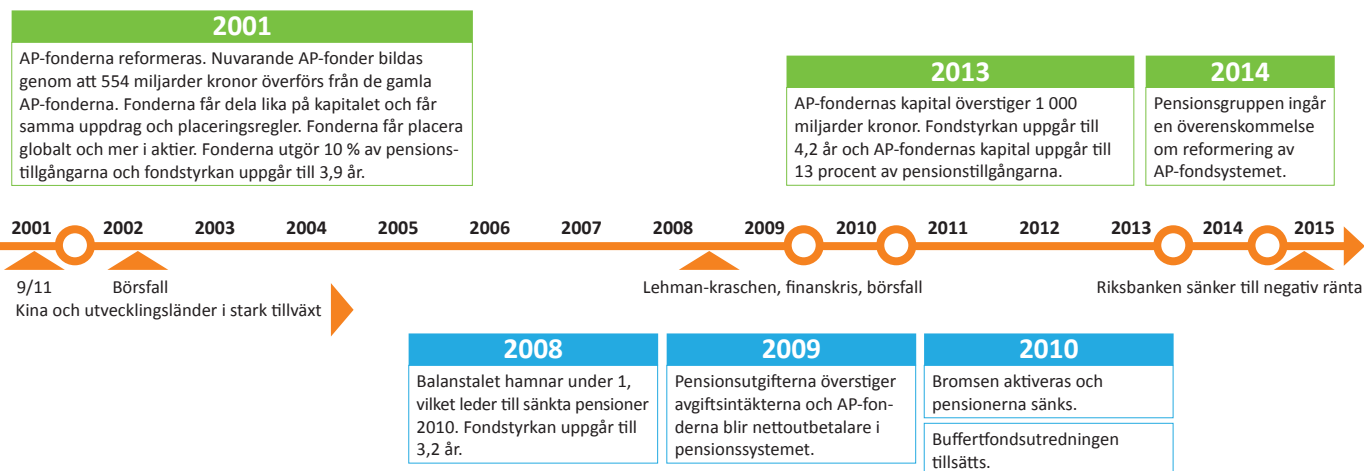 2001
AP-fonderna reformeras. Nuvarande AP-fonder bildas
genom att 554 miljarder kronor överförs från de gamla
AP-fonderna. Fonderna får dela lika på kapitalet och får
samma uppdrag och placeringsregler. Fonderna får placera
globalt och mer i aktier. Fonderna utgör 10 % av pensions-
tillgångarna och fondstyrkan uppgår till 3,9 år.
2013
AP-fondernas kapital överstiger 1 000
miljarder kronor. Fondstyrkan uppgår till
4,2 år och AP-fondernas kapital uppgår till
13 procent av pensionstillgångarna.
2014
Pensionsgruppen ingår
en överenskommelse
om reformering av
AP-fondsystemet.
2001 2002 2003 2004 2005 2006 2007 2008 2009 2010 2011 2012 2013 2014 2015
9/11
Börsfall
Lehman-kraschen, finanskris, börsfall
Riksbanken sänker till negativ ränta
Kina och utvecklingsländer i stark tillväxt
2008
Balanstalet hamnar under 1,
vilket leder till sänkta pensioner
2010. Fondstyrkan uppgår till
3,2 år.
2009
Pensionsutgifterna överstiger
avgiftsintäkterna och AP-fon-
derna blir nettoutbetalare i
pensionssystemet.
2010
Bromsen aktiveras och
pensionerna sänks.
Buffertfondsutredningen
tillsätts.